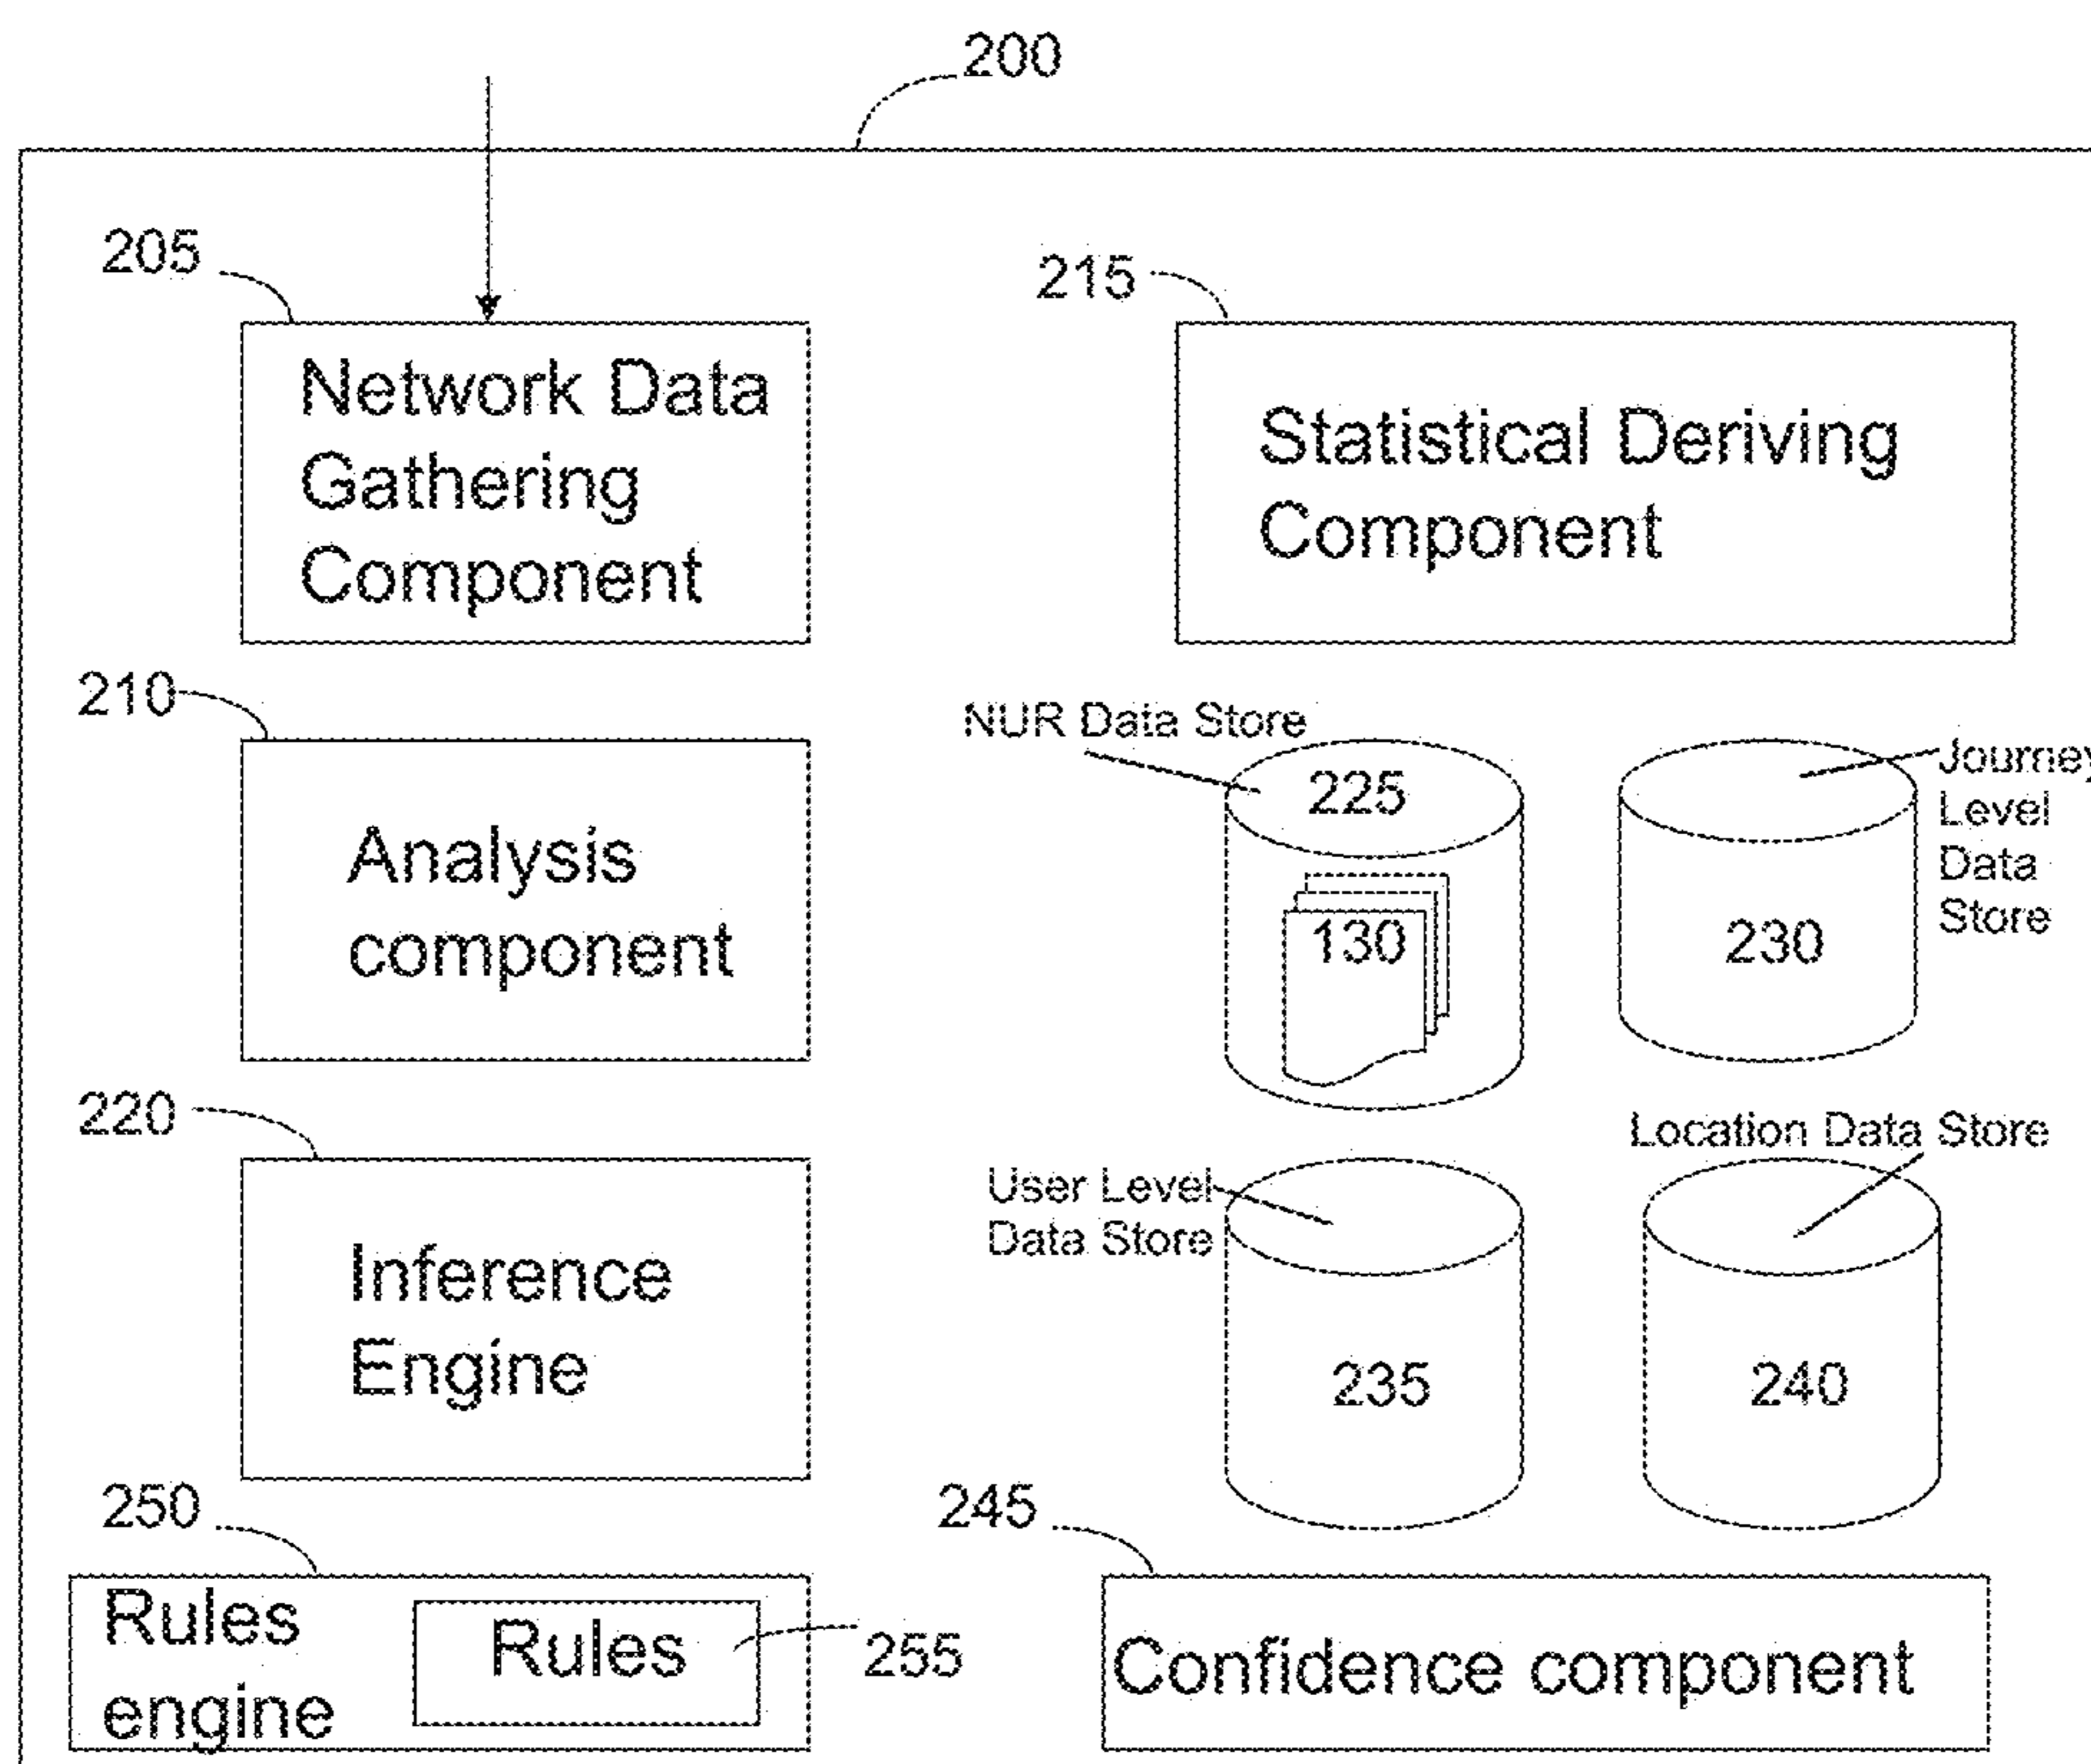 200
205
215
Network Data
Gathering
Component
Statistical Deriving
Component
210
NUR Data Store
225
Journey
Level
Data
Store
Analysis
component
130
230
220
Location Data Store
User Level
Data Store
Inference
Engine
235
240
250
245
Rules
engine
Rules
255
Confidence component